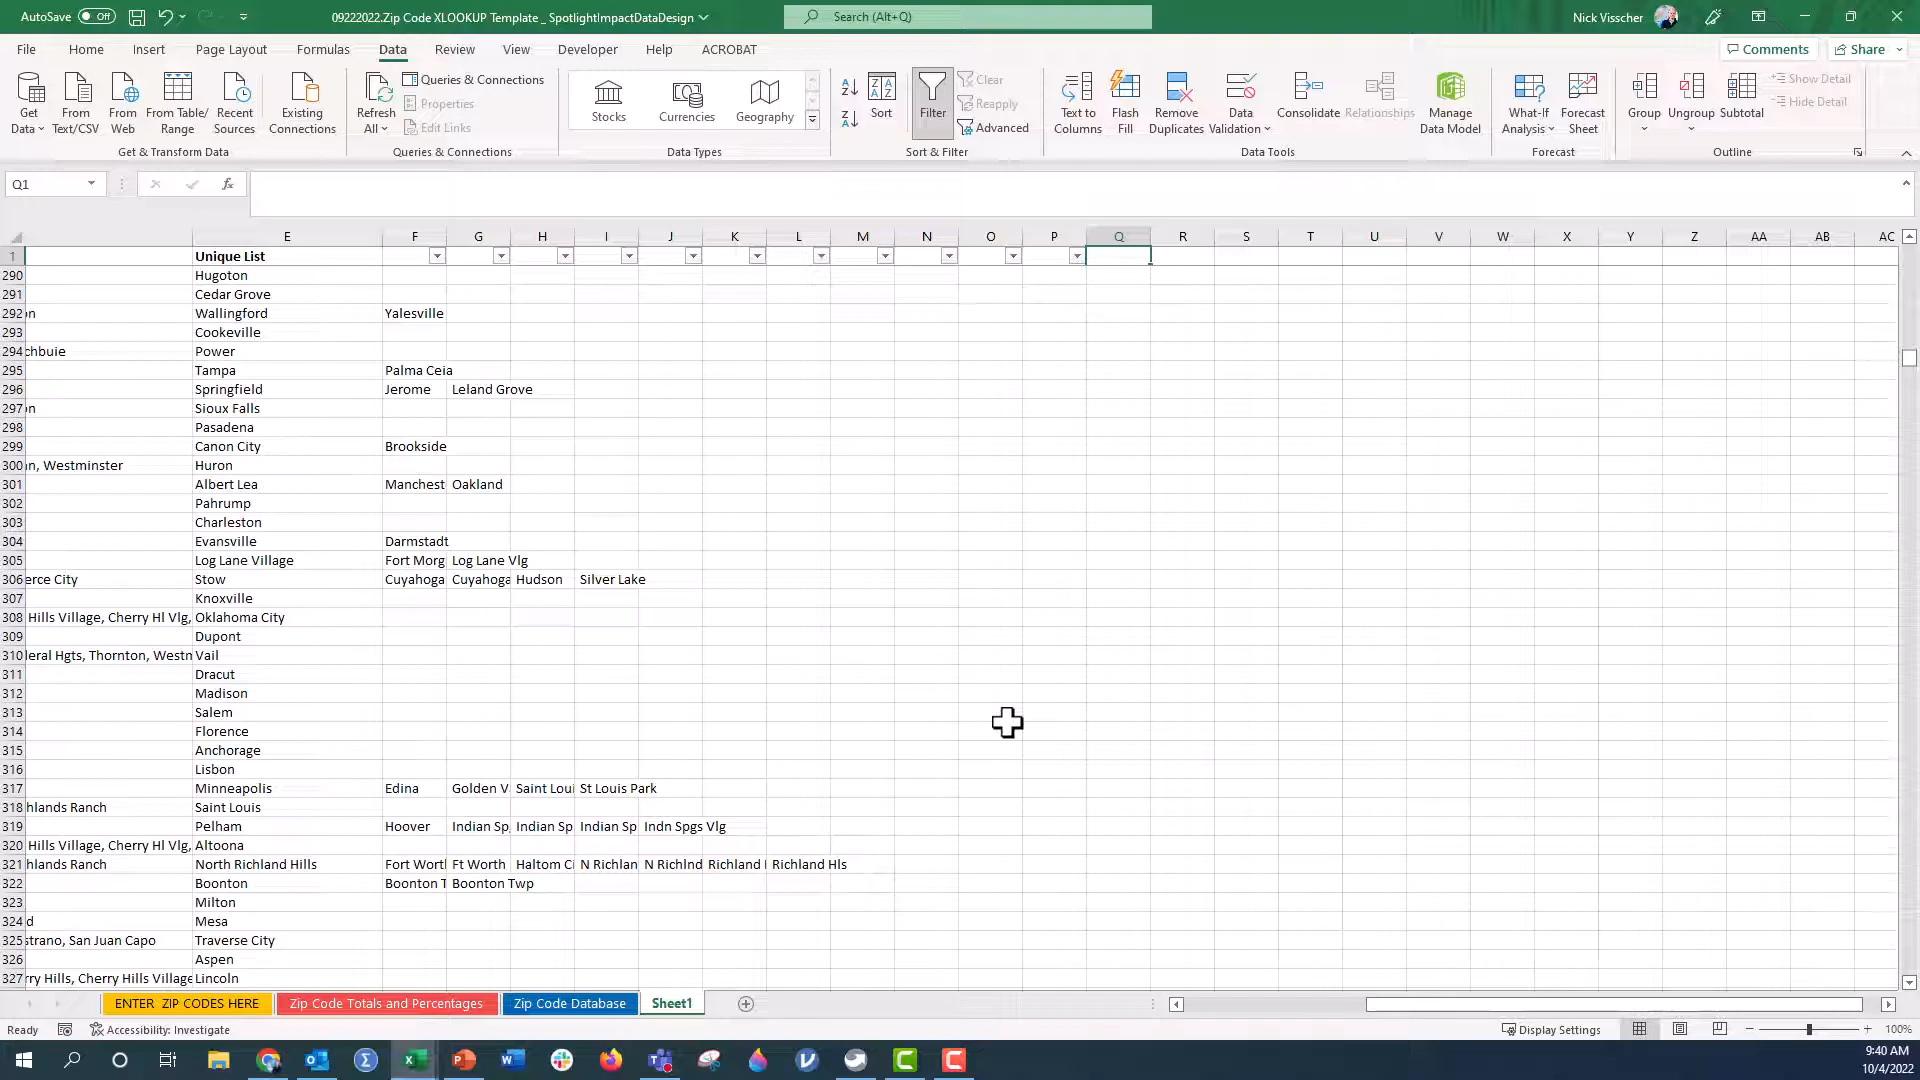 AutoSave Off 09222022.Zip Code XLOOKUP Template _ SpotlightImpactDataDesign Search (Alt+Q) Nick Visscher
File Home Insert Page Layout Formulas Data Review View Developer Help ACROBAT Comments Share
Get Data From Text/CSV From Web From Table/Range Recent Sources Existing Connections
Refresh All Queries & Connections Properties Edit Links
Stocks Currencies Geography
Sort Filter Clear Reapply Advanced
Text to Columns Flash Fill Remove Duplicates Data Validation Consolidate Relationships Manage Data Model
What-If Analysis Forecast Sheet Group Ungroup Subtotal Show Detail Hide Detail
Get & Transform Data Queries & Connections Data Types Sort & Filter Data Tools Forecast Outline
Q1 fx
E F G H I J K L M N O P Q R S T U V W X Y Z AA AB AC
1 Unique List
290 Hugoton
291 Cedar Grove
292 n Wallingford Yalesville
293 Cookeville
294 chbuie Power
295 Tampa Palma Ceia
296 Springfield Jerome Leland Grove
297 n Sioux Falls
298 Pasadena
299 Canon City Brookside
300 n, Westminster Huron
301 Albert Lea Manchest Oakland
302 Pahrump
303 Charleston
304 Evansville Darmstadt
305 Log Lane Village Fort Morg Log Lane Vlg
306 erce City Stow Cuyahoga Cuyahoga Hudson Silver Lake
307 Knoxville
308 Hills Village, Cherry Hl Vlg, Oklahoma City
309 Dupont
310 leral Hgts, Thornton, Westn Vail
311 Dracut
312 Madison
313 Salem
314 Florence
315 Anchorage
316 Lisbon
317 Minneapolis Edina Golden V Saint Loui St Louis Park
318 hlands Ranch Saint Louis
319 Pelham Hoover Indian Sp Indian Sp Indian Sp Indn Spgs Vlg
320 Hills Village, Cherry Hl Vlg, Altoona
321 hlands Ranch North Richland Hills Fort Wort Ft Worth Haltom Ci N Richlan N Richlnd Richland Richland Hls
322 Boonton Boonton T Boonton Twp
323 Milton
324 d Mesa
325 strano, San Juan Capo Traverse City
326 Aspen
327 rry Hills, Cherry Hills Village Lincoln
ENTER ZIP CODES HERE Zip Code Totals and Percentages Zip Code Database Sheet1
Ready Accessibility: Investigate Display Settings 100%
9:40 AM
10/4/2022